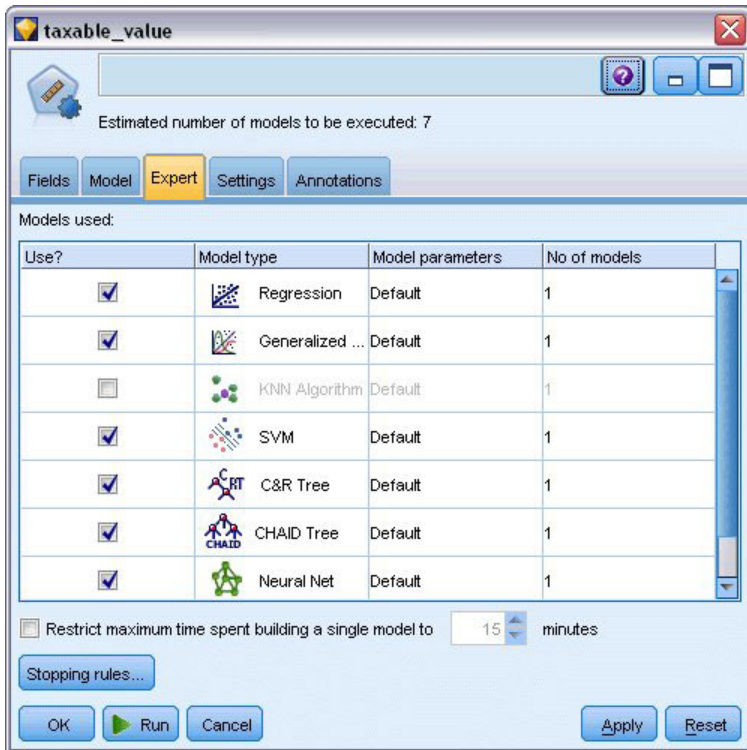 taxable_value
Estimated number of models to be executed: 7
Fields Model Expert Settings Annotations
Models used:
Use? Model type Model parameters No of models
Regression Default 1
Generalized ... Default 1
KNN Algorithm Default 1
SVM Default 1
C&RT C&R Tree Default 1
CHAID CHAID Tree Default 1
Neural Net Default 1
Restrict maximum time spent building a single model to 15 minutes
Stopping rules...
OK Run Cancel Apply Reset